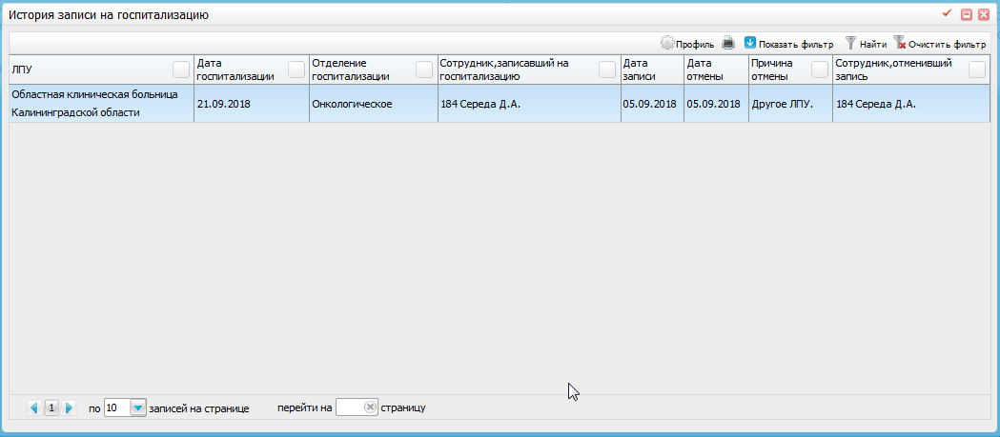 История записи на госпитализацию
Профиль Показать фильтр Найти Очистить фильтр
ЛПУ
Дата
госпитализации
Отделение
госпитализации
Сотрудник,записавший на
госпитализацию
Дата
записи
Дата
отмены
Причина
отмены
Сотрудник,отменивший
запись
Областная клиническая больница
Калининградской области
21.09.2018
Онкологическое
184 Середа Д.А.
05.09.2018
05.09.2018
Другое ЛПУ.
184 Середа Д.А.
1 по 10 записей на странице перейти на страницу